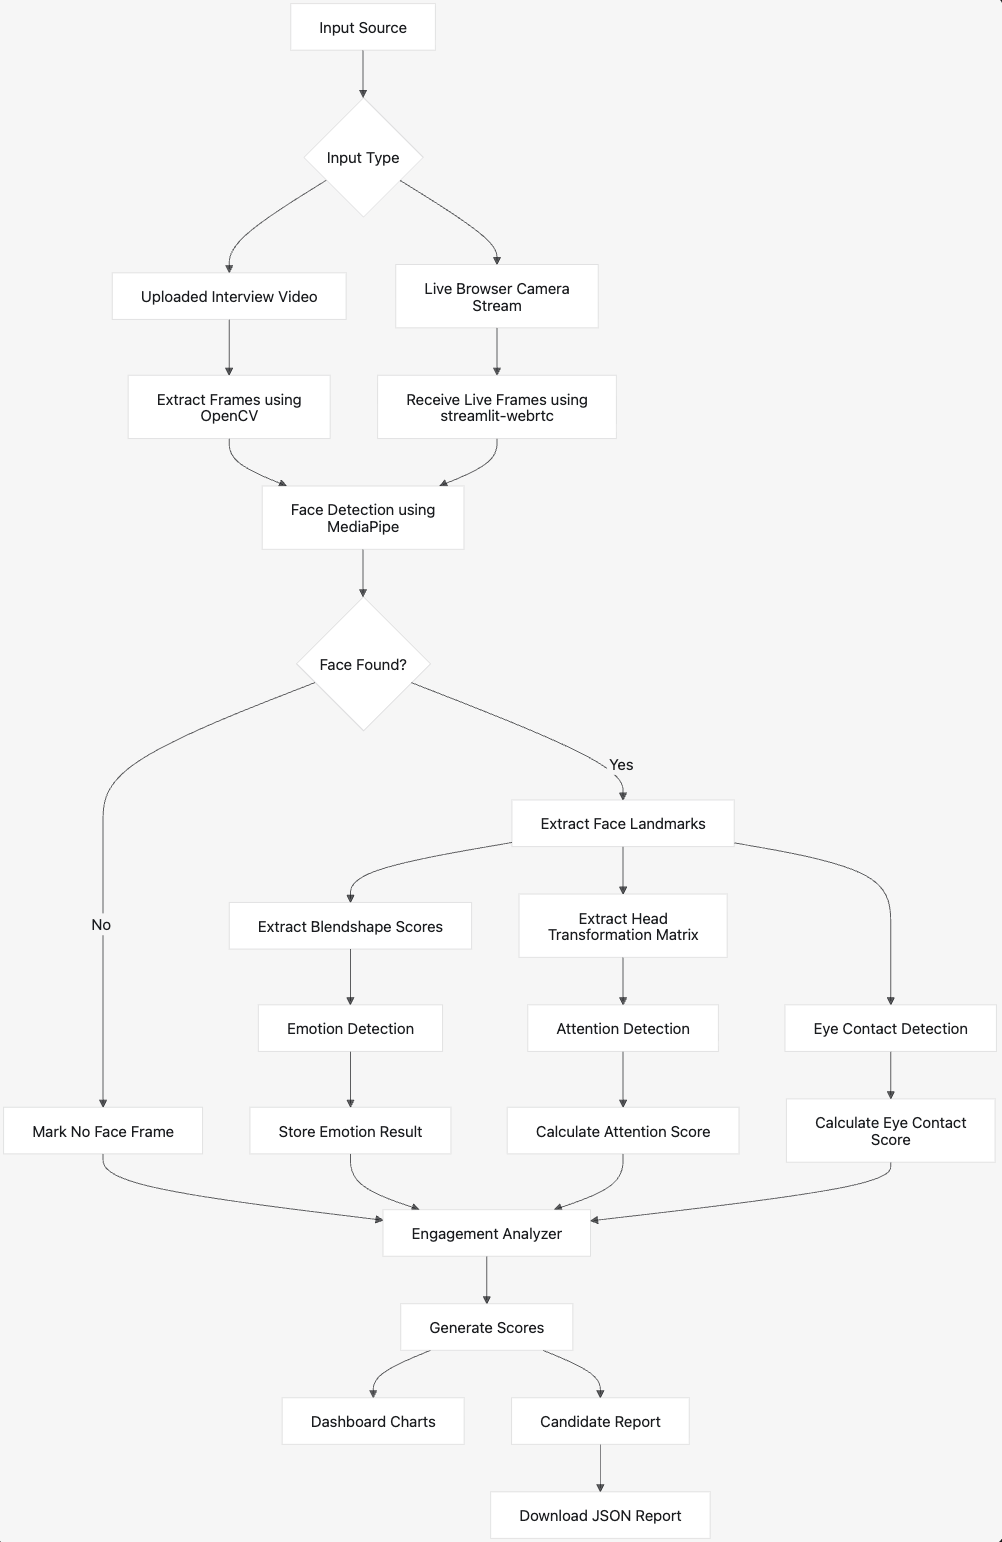 Input Source
Input Type
Uploaded Interview Video
Live Browser Camera
Stream
Extract Frames using
OpenCV
Receive Live Frames using
streamlit-webrtc
Face Detection using
MediaPipe
Face Found?
Yes
Extract Face Landmarks
No
Extract Blendshape Scores
Extract Head
Transformation Matrix
Emotion Detection
Attention Detection
Eye Contact Detection
Mark No Face Frame
Store Emotion Result
Calculate Attention Score
Calculate Eye Contact
Score
Engagement Analyzer
Generate Scores
Dashboard Charts
Candidate Report
Download JSON Report